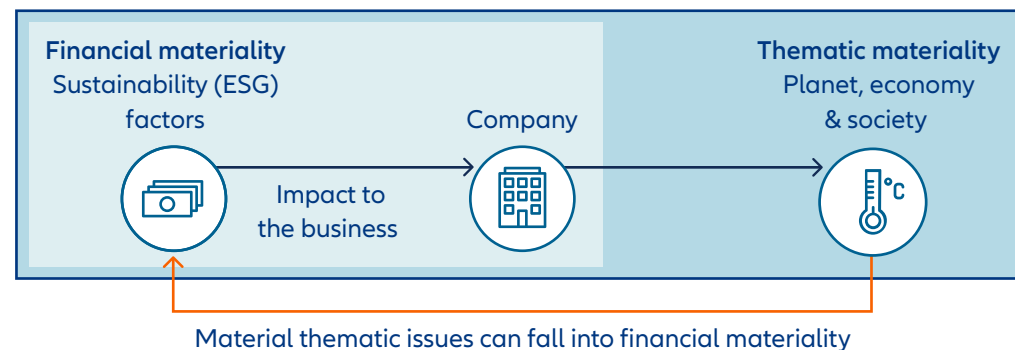 Financial materiality
Sustainability (ESG)
factors
Company
Thematic materiality
Planet, economy
& society
Impact to
the business
°C
Material thematic issues can fall into financial materiality